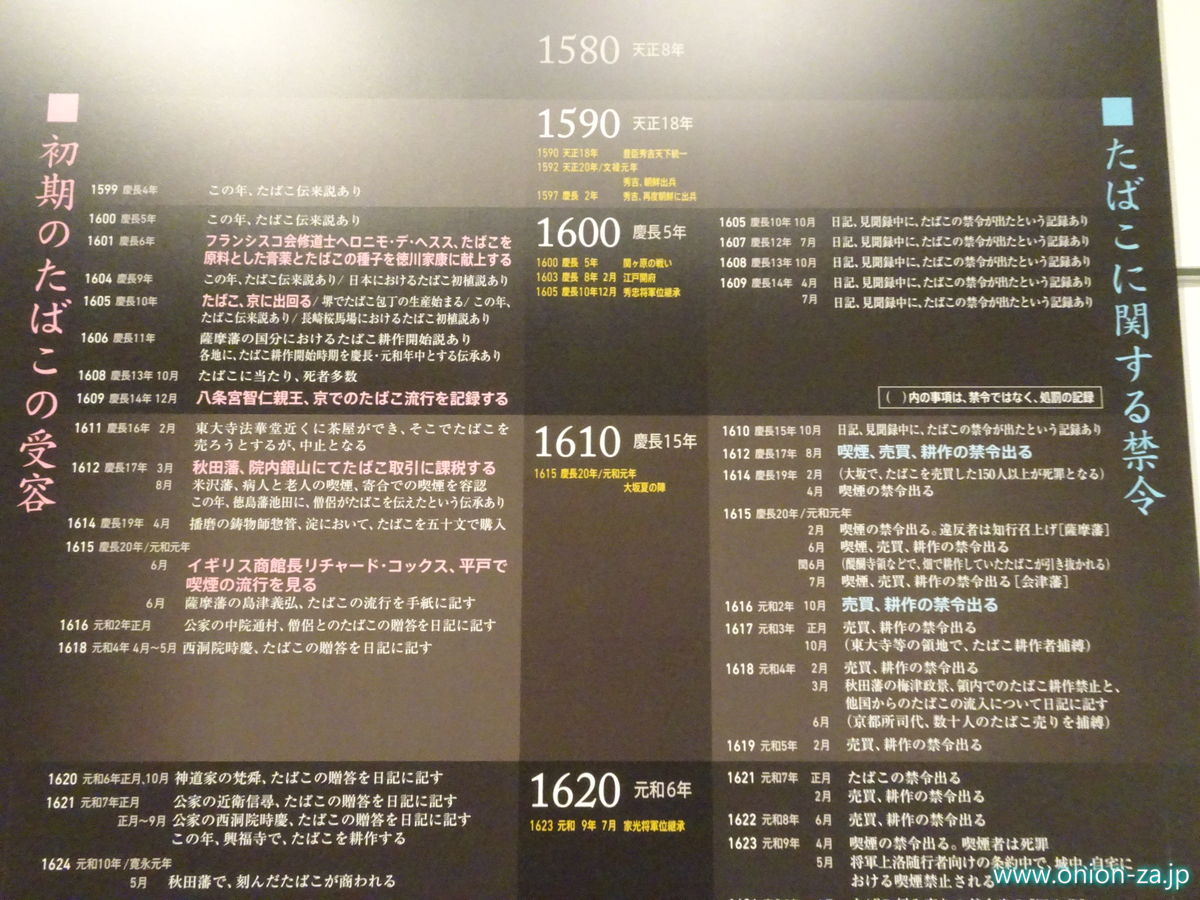 初期のたばこの受容
1599 慶長4年 この年、たばこ伝来説あり
1600 慶長5年 この年、たばこ伝来説あり
1601 慶長6年 フランシスコ会修道士ヘロニモ・デ・ヘスス、たばこを
原料とした膏薬とたばこの種子を徳川家康に献上する
1604 慶長9年 この年、たばこ伝来説あり/日本におけるたばこ初植説あり
1605 慶長10年 たばこ、京に出回る/堺でたばこ包丁の生産始まる/この年、
たばこ伝来説あり/長崎桜馬場におけるたばこ初植説あり
1606 慶長11年 薩摩藩の国分におけるたばこ耕作開始説あり
各地に、たばこ耕作開始時期を慶長・元和年中とする伝承あり
1608 慶長13年10月 たばこに当たり、死者多数
1609 慶長14年12月 八条宮智仁親王、京でのたばこ流行を記録する
1611 慶長16年 2月 東大寺法華堂近くに茶屋ができ、そこでたばこを
売ろうとするが、中止となる
1612 慶長17年 3月 秋田藩、院内銀山にてたばこ取引に課税する
8月 米沢藩、病人と老人の喫煙、寄合での喫煙を容認
この年、徳島藩池田に、僧侶がたばこを伝えたという伝承あり
1614 慶長19年 4月 播磨の鋳物師惣管、淀において、たばこを五十文で購入
1615 慶長20年/元和元年
6月 イギリス商館長リチャード・コックス、平戸で
喫煙の流行を見る
6月 薩摩藩の島津義弘、たばこの流行を手紙に記す
1616 元和2年正月 公家の中院通村、僧侶とのたばこの贈答を日記に記す
1618 元和4年 4月〜5月 西洞院時慶、たばこの贈答を日記に記す
1620 元和6年正月、10月 神道家の梵舜、たばこの贈答を日記に記す
1621 元和7年正月 公家の近衛信尋、たばこの贈答を日記に記す
正月〜9月 公家の西洞院時慶、たばこの贈答を日記に記す
この年、興福寺で、たばこを耕作する
1624 元和10年/寛永元年
5月 秋田藩で、刻んだたばこが商われる
1580 天正8年
1590 天正18年
1590 天正18年 豊臣秀吉天下統一
1592 天正20年/文禄元年
秀吉、朝鮮出兵
1597 慶長 2年 秀吉、再度朝鮮に出兵
1600 慶長5年
1600 慶長 5年 関ヶ原の戦い
1603 慶長 8年 2月 江戸開府
1605 慶長10年12月 秀忠将軍位継承
1610 慶長15年
1615 慶長20年/元和元年
大坂夏の陣
1620 元和6年
1623 元和 9年 7月 家光将軍位継承
たばこに関する禁令
1605 慶長10年10月 日記、見聞録中に、たばこの禁令が出たという記録あり
1607 慶長12年 7月 日記、見聞録中に、たばこの禁令が出たという記録あり
1608 慶長13年10月 日記、見聞録中に、たばこの禁令が出たという記録あり
1609 慶長14年 4月 日記、見聞録中に、たばこの禁令が出たという記録あり
7月 日記、見聞録中に、たばこの禁令が出たという記録あり
( )内の事項は、禁令ではなく、処罰の記録
1610 慶長15年10月 日記、見聞録中に、たばこの禁令が出たという記録あり
1612 慶長17年 8月 喫煙、売買、耕作の禁令出る
1614 慶長19年 2月 (大坂で、たばこを売買した150人以上が死罪となる)
4月 喫煙の禁令出る
1615 慶長20年/元和元年
2月 喫煙の禁令出る。違反者は知行召上げ[薩摩藩]
6月 喫煙、売買、耕作の禁令出る
閏6月 (醍醐寺領などで、畑で耕作していたたばこが引き抜かれる)
7月 喫煙、売買、耕作の禁令出る[会津藩]
1616 元和2年 10月 売買、耕作の禁令出る
1617 元和3年 正月 売買、耕作の禁令出る
10月 (東大寺等の領地で、たばこ耕作者捕縛)
1618 元和4年 2月 売買、耕作の禁令出る
3月 秋田藩の梅津政景、領内でのたばこ耕作禁止と、
他国からのたばこの流入について日記に記す
6月 (京都所司代、数十人のたばこ売りを捕縛)
1619 元和5年 2月 売買、耕作の禁令出る
1621 元和7年 正月 たばこの禁令出る
2月 売買、耕作の禁令出る
1622 元和8年 6月 売買、耕作の禁令出る
1623 元和9年 4月 喫煙の禁令出る。喫煙者は死罪
5月 将軍上洛随行者向けの条約中で、城中、自宅に
おける喫煙禁止される
www.ohion-za.jp